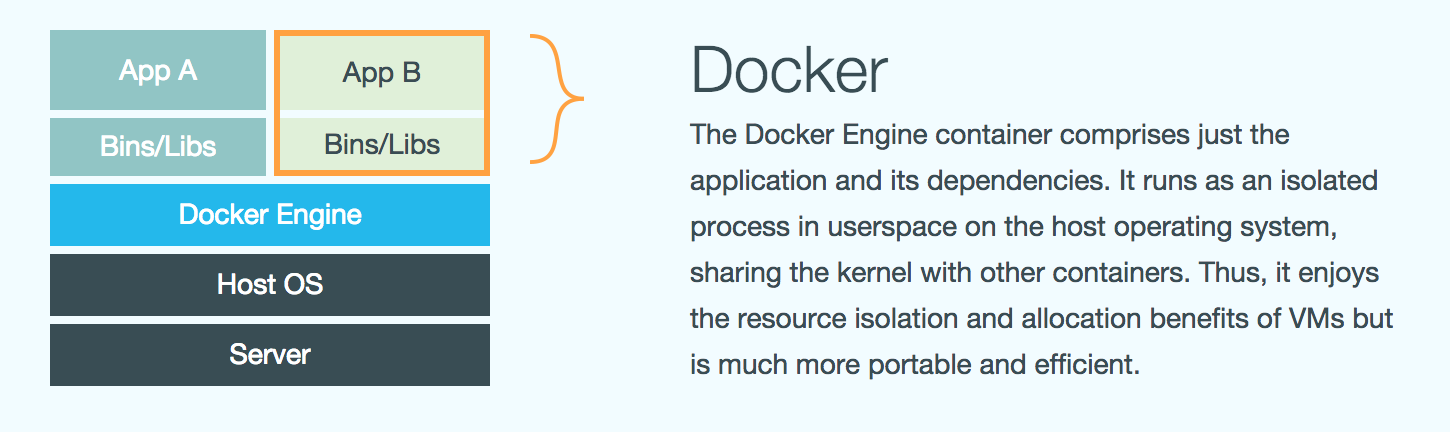 App A
App B
Bins/Libs
Bins/Libs
Docker Engine
Host OS
Server
Docker
The Docker Engine container comprises just the
application and its dependencies. It runs as an isolated
process in userspace on the host operating system,
sharing the kernel with other containers. Thus, it enjoys
the resource isolation and allocation benefits of VMs but
is much more portable and efficient.